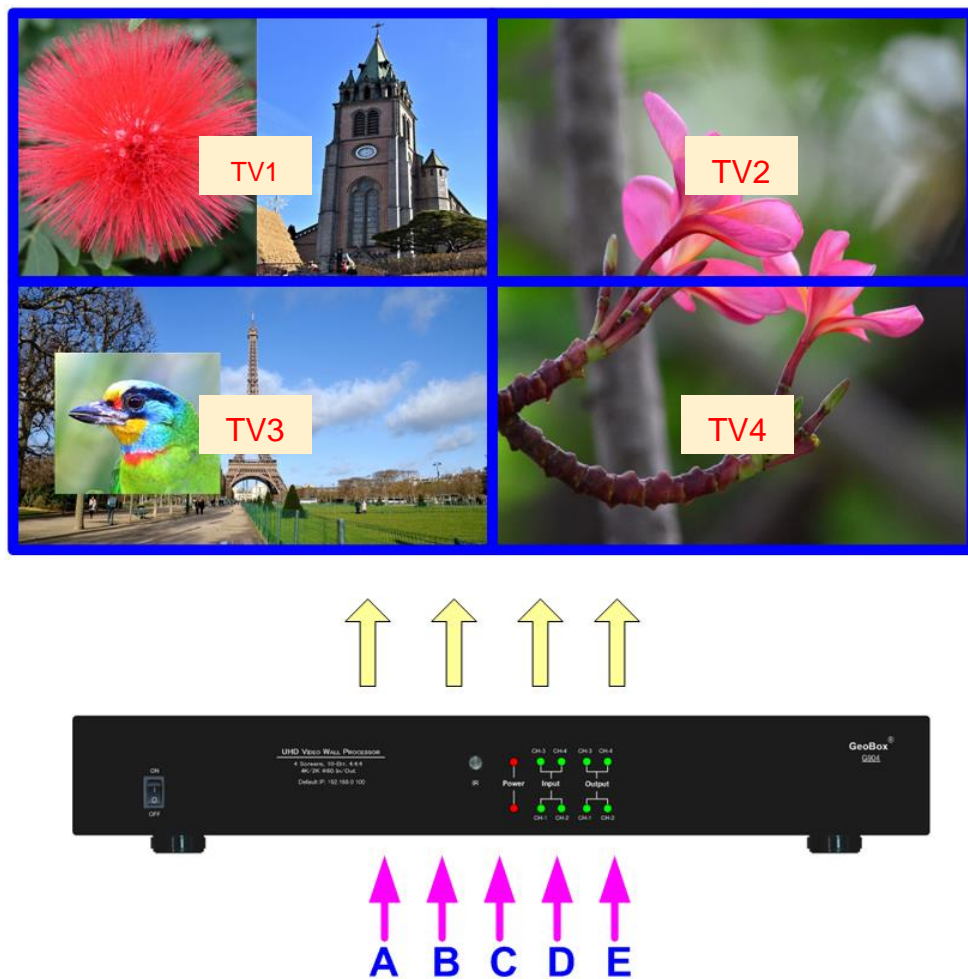 TV1
TV2
TV3
TV4
UHD VIDEO WALL PROCESSOR
4 Screens, 10-Bit, 4:4:4
4K/2K @60 In/Out
Default IP: 192.168.0.100
ON
OFF
IR
Power
CH-3 CH-4
Input
CH-1 CH-2
CH-3 CH-4
Output
CH-1 CH-2
GeoBox®
G904
A B C D E